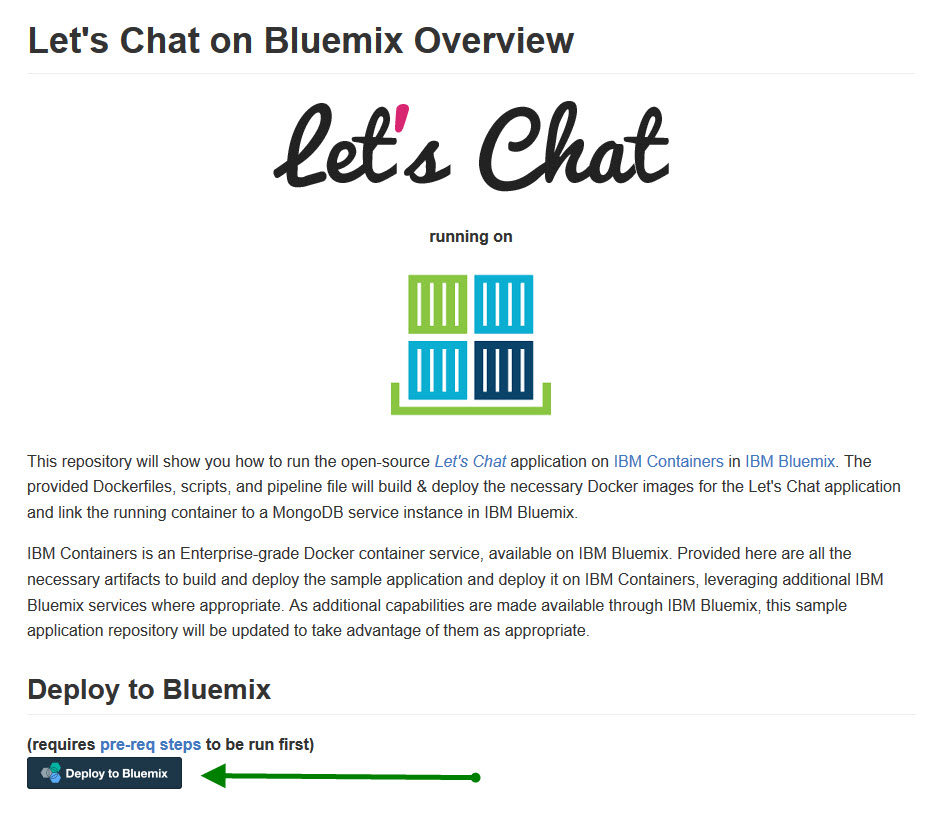 Let's Chat on Bluemix Overview
Let's Chat
running on
This repository will show you how to run the open-source Let's Chat application on IBM Containers in IBM Bluemix. The
provided Dockerfiles, scripts, and pipeline file will build & deploy the necessary Docker images for the Let's Chat application
and link the running container to a MongoDB service instance in IBM Bluemix.
IBM Containers is an Enterprise-grade Docker container service, available on IBM Bluemix. Provided here are all the
necessary artifacts to build and deploy the sample application and deploy it on IBM Containers, leveraging additional IBM
Bluemix services where appropriate. As additional capabilities are made available through IBM Bluemix, this sample
application repository will be updated to take advantage of them as appropriate.
Deploy to Bluemix
(requires pre-req steps to be run first)
Deploy to Bluemix